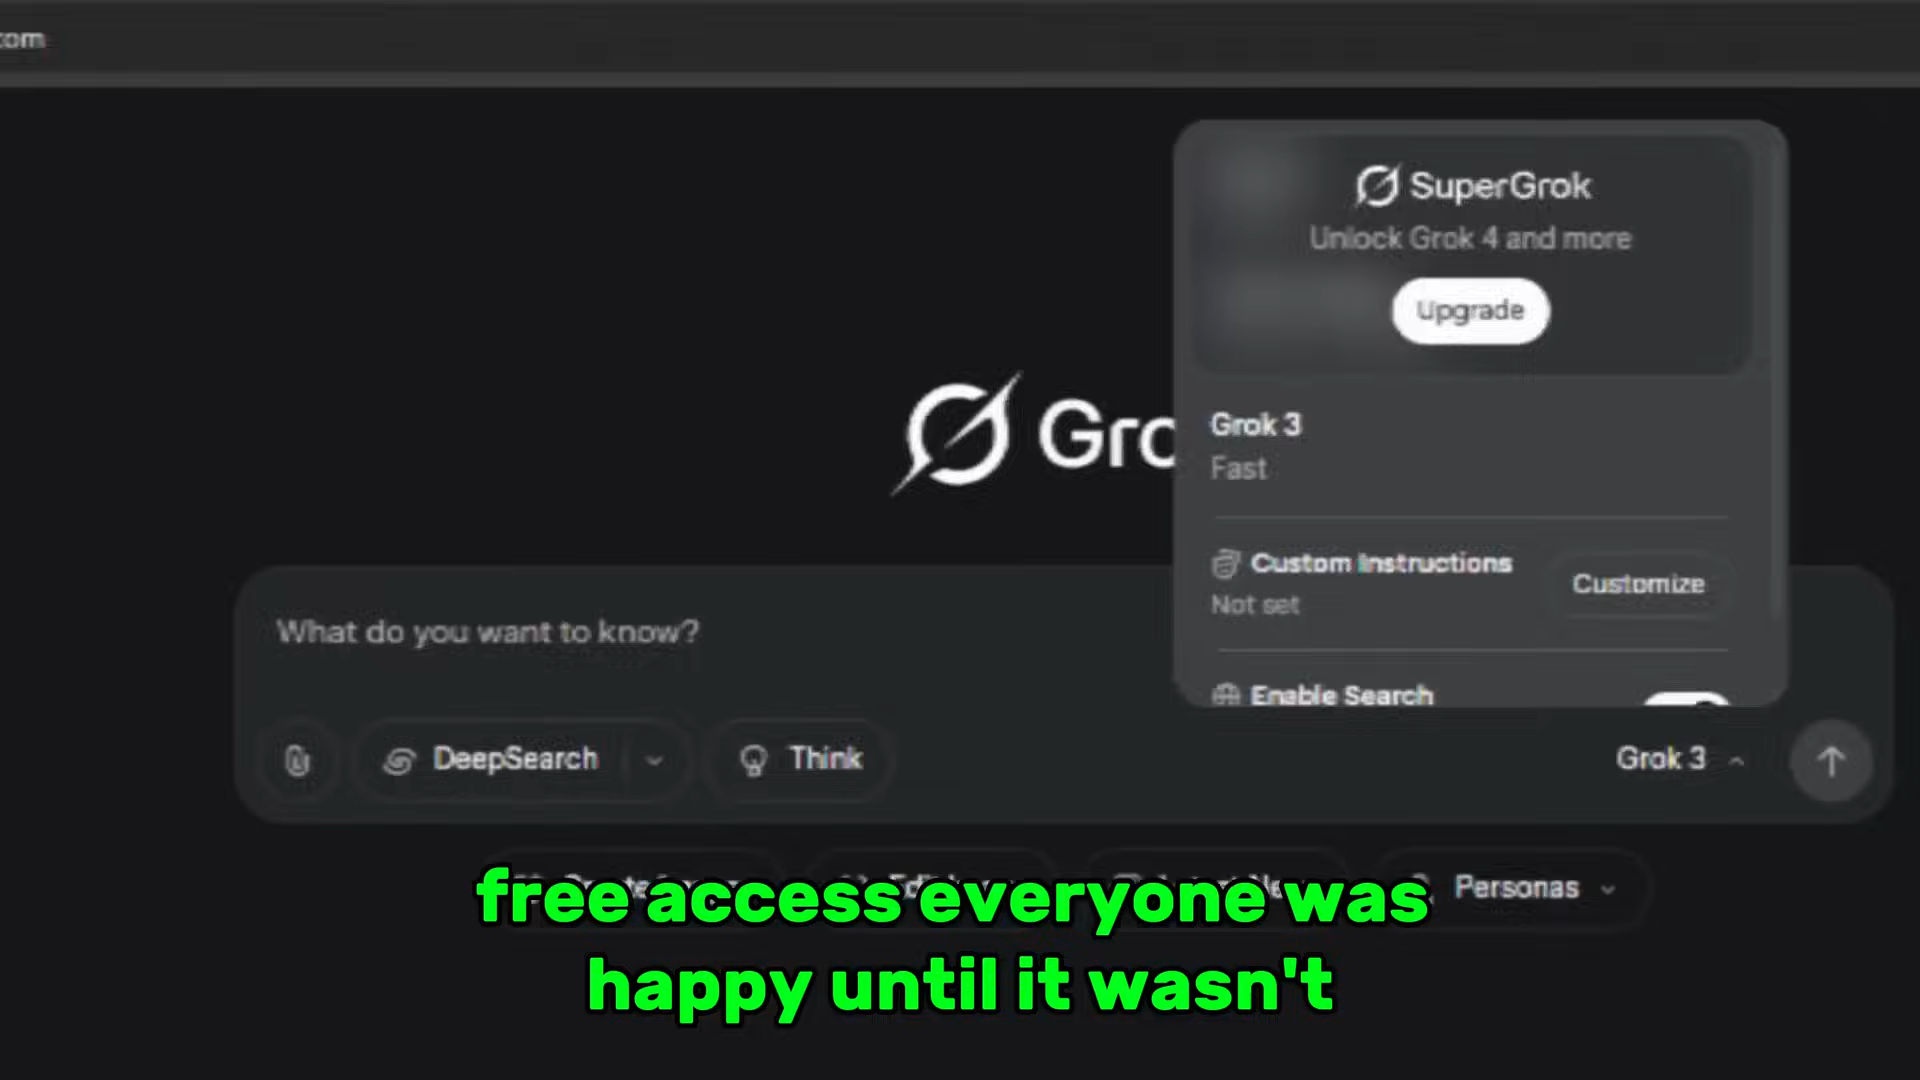 com
SuperGrok
Unlock Grok 4 and more
Upgrade
Gro
Grok 3
Fast
Custom Instructions
Customize
Not set
What do you want to know?
Enable Search
DeepSearch
Think
Grok 3
Personas
free access everyone was
happy until it wasn't